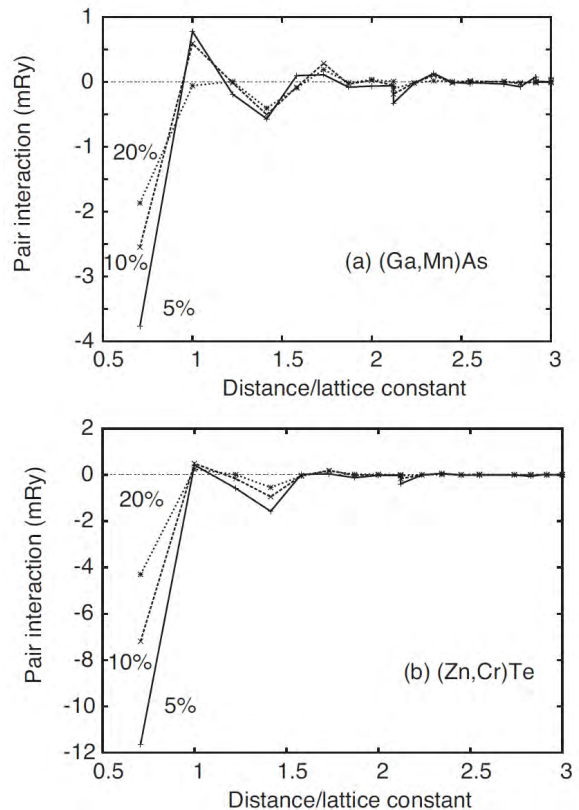 1
0
-1
-2
-3
-4
Pair interaction (mRy)
20%
10%
5%
(a) (Ga,Mn)As
0.5 1 1.5 2 2.5 3
Distance/lattice constant
2
0
-2
-4
-6
-8
-10
-12
Pair interaction (mRy)
20%
10%
5%
(b) (Zn,Cr)Te
0.5 1 1.5 2 2.5 3
Distance/lattice constant